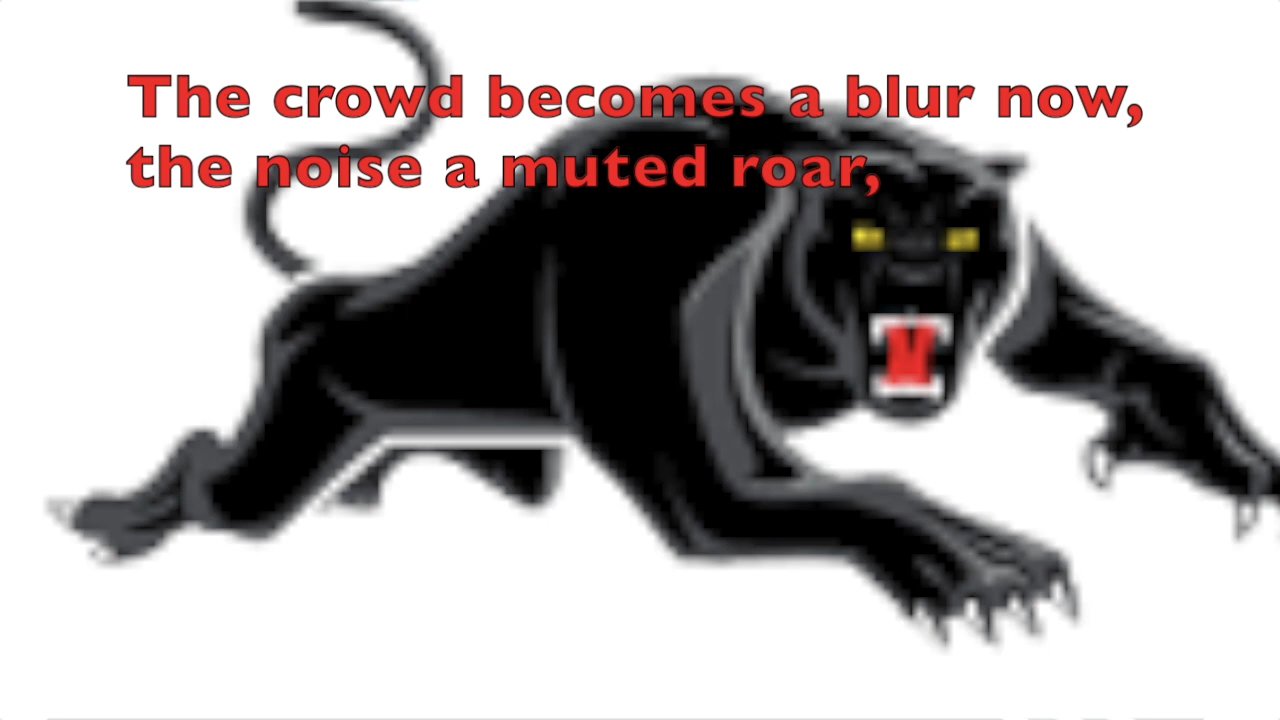 The crowd becomes a blur now,
the noise a muted roar,